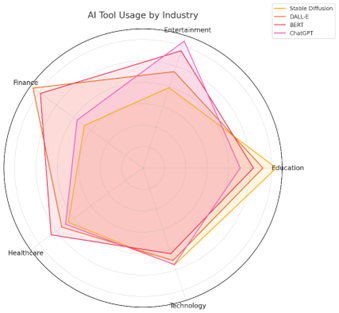 AI Tool Usage by Industry
Stable Diffusion
DALL-E
BERT
ChatGPT
Entertainment
Finance
Education
Healthcare
Technology